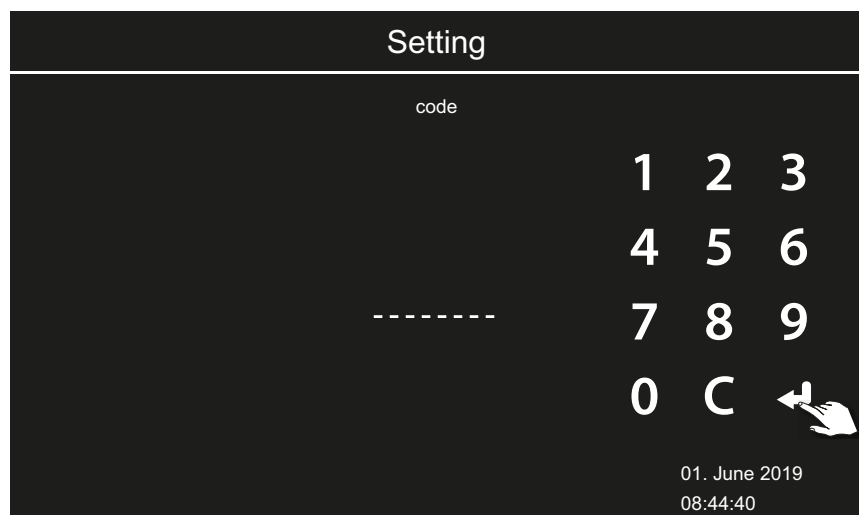 Setting
code
1 2 3
4 5 6
--------
7 8 9
0 C
01. June 2019
08:44:40